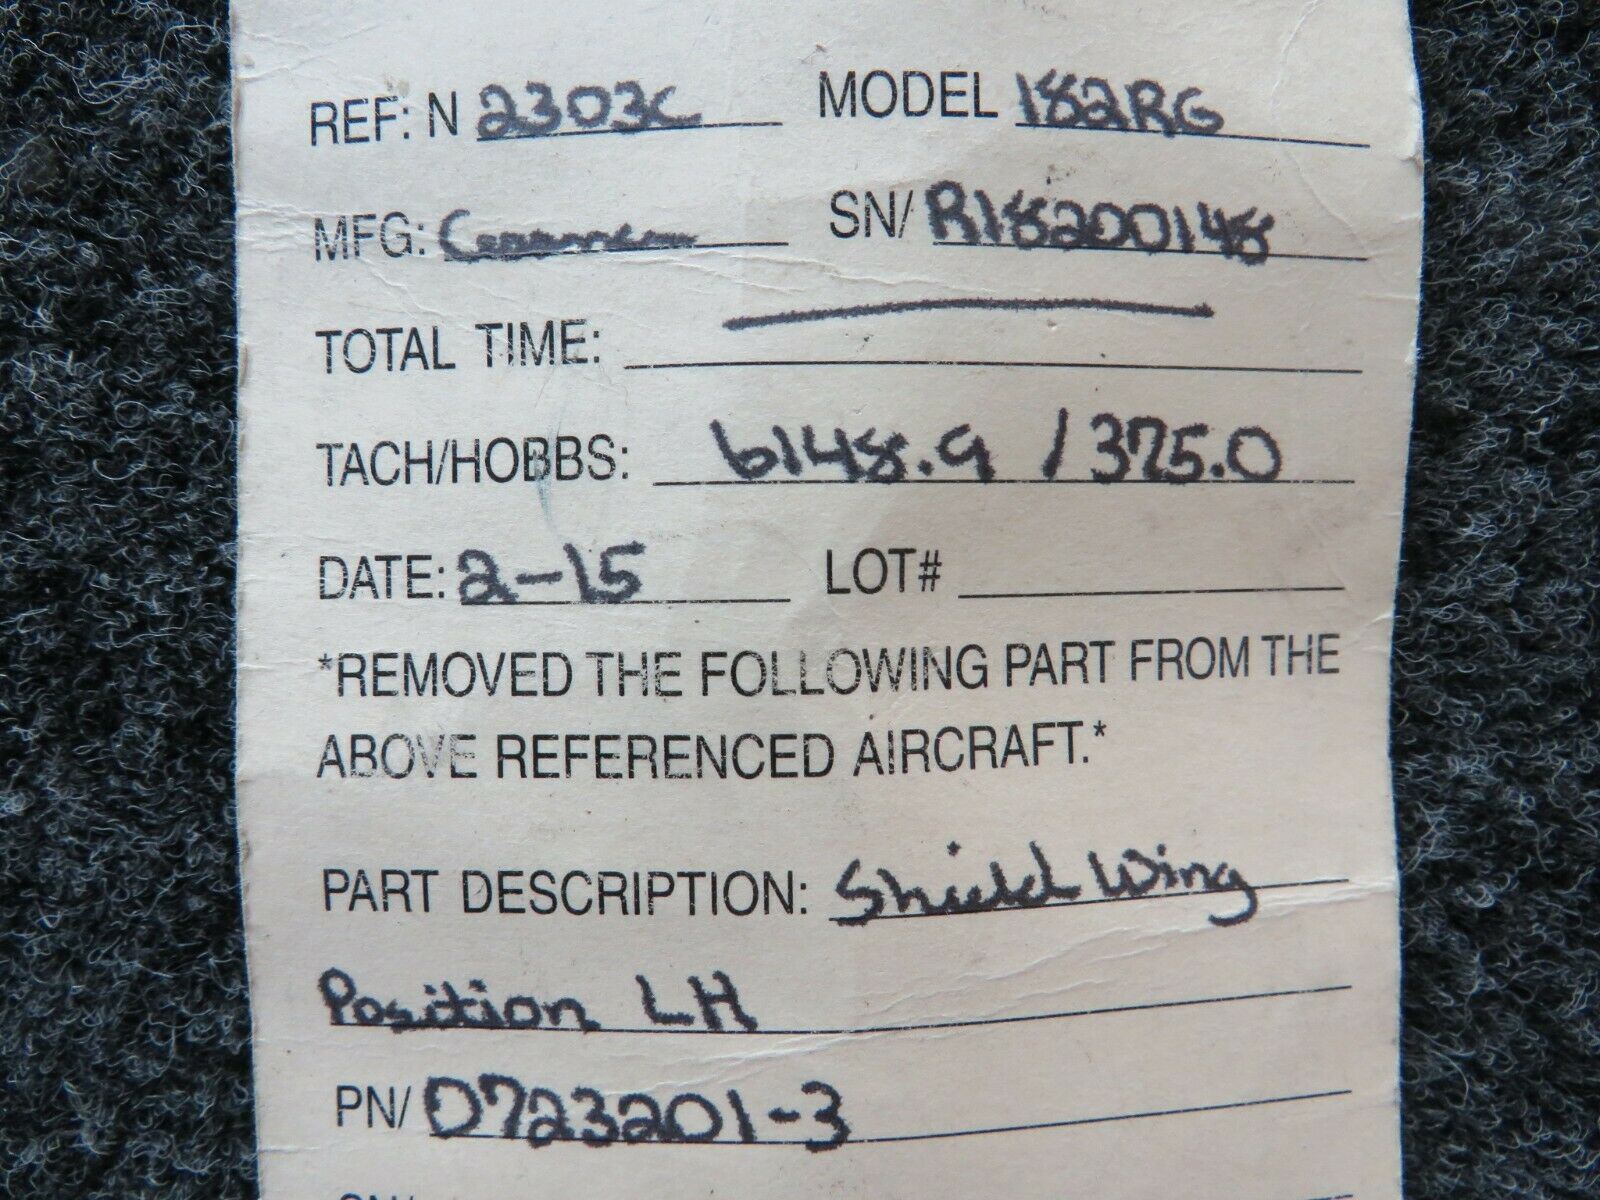 REF: N 2303C MODEL 182RG
MFG: SN/ R18200148
TOTAL TIME:
TACH/HOBBS: 6148.9 / 375.0
DATE: 2-15 LOT#
*REMOVED THE FOLLOWING PART FROM THE
ABOVE REFERENCED AIRCRAFT.*
PART DESCRIPTION: Shield Wing
Position LH
PN/ 0723201-3